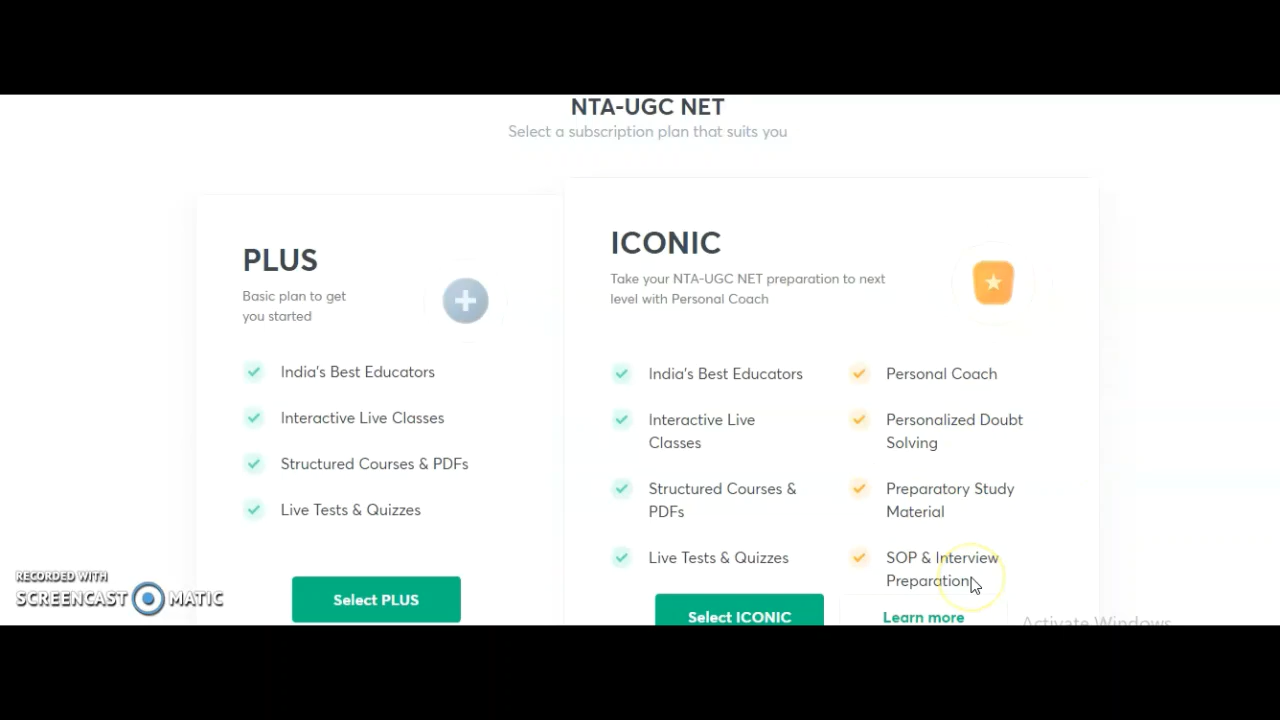 NTA-UGC NET
Select a subscription plan that suits you
PLUS
Basic plan to get
you started
India's Best Educators
Interactive Live Classes
Structured Courses & PDFs
Live Tests & Quizzes
Select PLUS
ICONIC
Take your NTA-UGC NET preparation to next
level with Personal Coach
India's Best Educators
Interactive Live
Classes
Structured Courses &
PDFs
Live Tests & Quizzes
Personal Coach
Personalized Doubt
Solving
Preparatory Study
Material
SOP & Interview
Preparation
Select ICONIC
Learn more
Activate Windows
RECORDED WITH
SCREENCAST MATIC